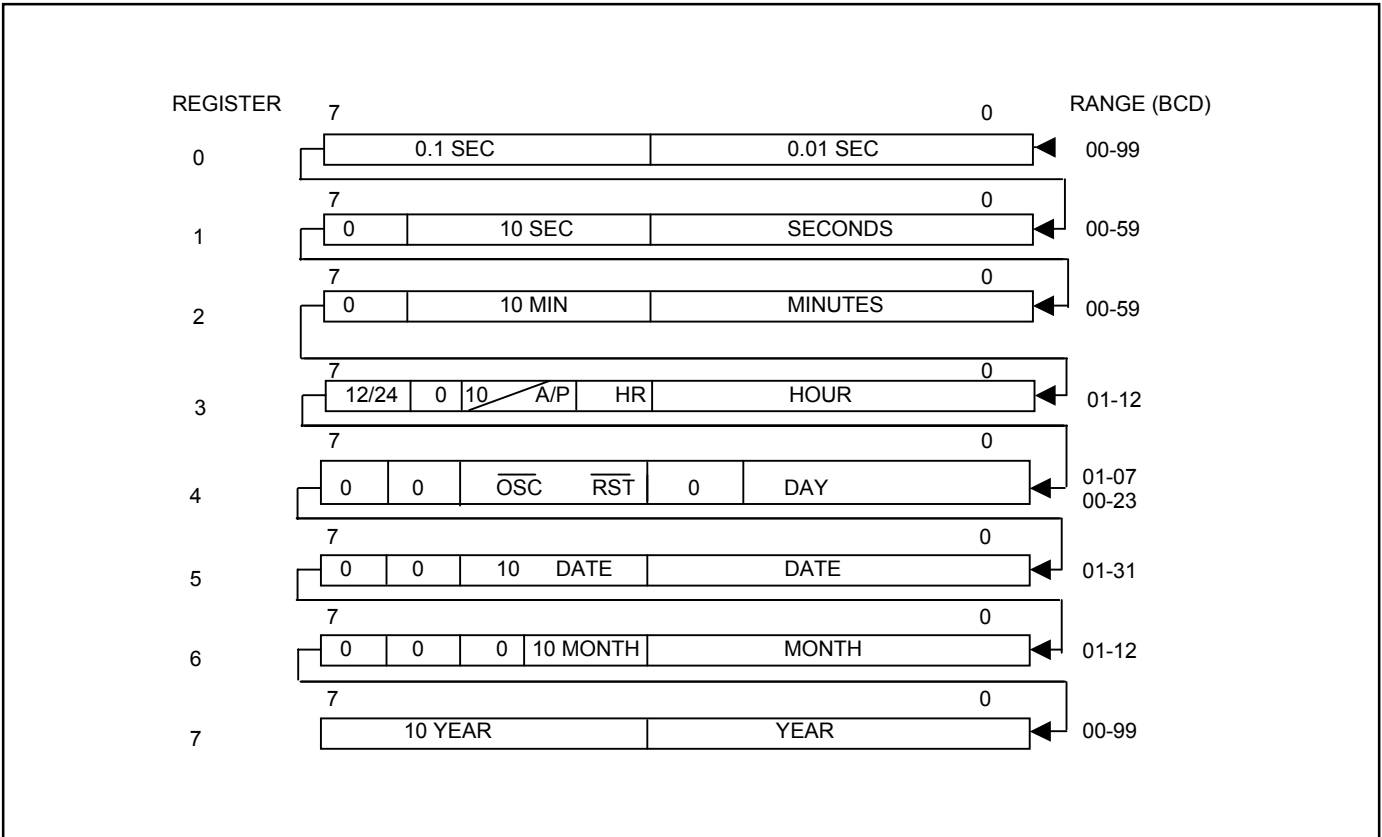 REGISTER 7 0 RANGE (BCD)
0 0.1 SEC 0.01 SEC 00-99
7 0
1 0 10 SEC SECONDS 00-59
7 0
2 0 10 MIN MINUTES 00-59
7 0
3 12/24 0 10 A/P HR HOUR 01-12
7 0
4 0 0 OSC RST 0 DAY 01-07
00-23
7 0
5 0 0 10 DATE DATE 01-31
7 0
6 0 0 0 10 MONTH MONTH 01-12
7 0
7 10 YEAR YEAR 00-99